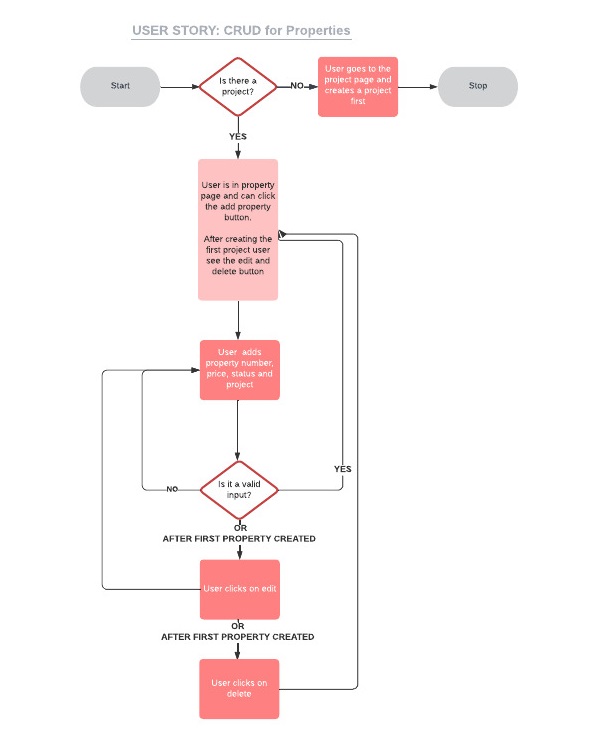 USER STORY: CRUD for Properties
Start
Is there a
project?
NO
User goes to the
project page and
creates a project
first
Stop
YES
User is in property
page and can click
the add property
button.
After creating the
first project user
see the edit and
delete button
User adds
property number,
price, status and
project
YES
NO
Is it a valid
input?
OR
AFTER FIRST PROPERTY CREATED
User clicks on edit
OR
AFTER FIRST PROPERTY CREATED
User clicks on
delete